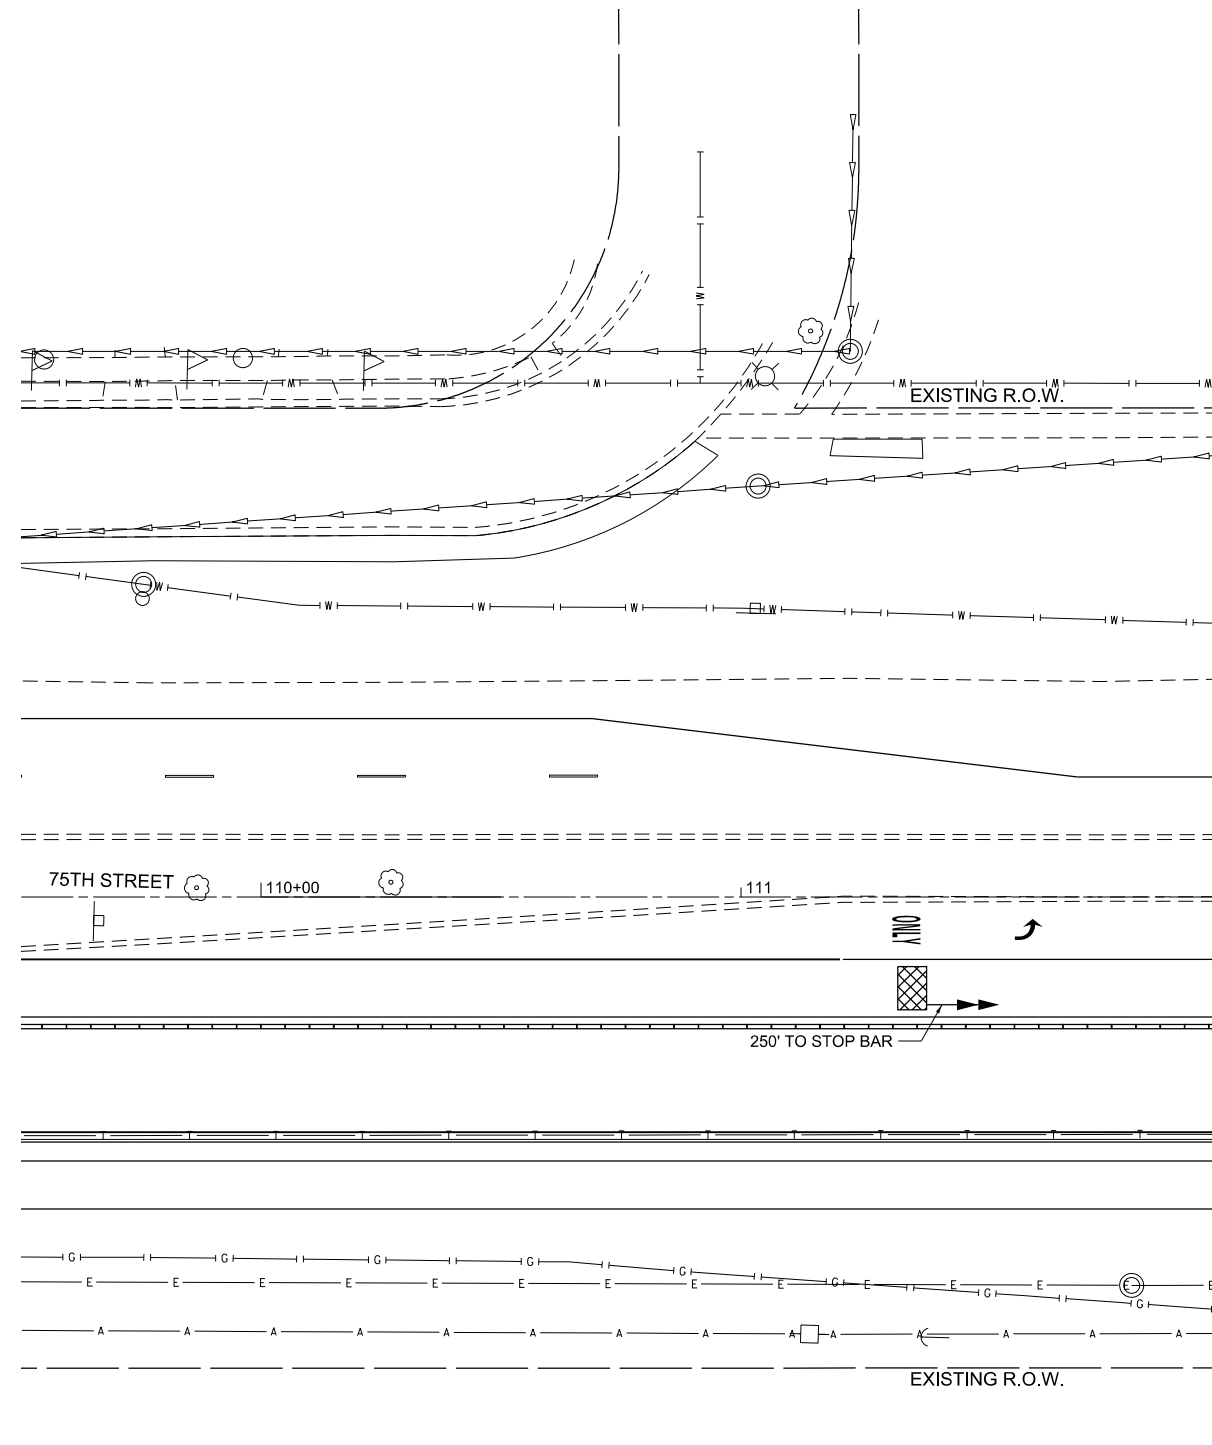 W
W W W W W W W
EXISTING R.O.W.
W W W W W W W
75TH STREET
110+00
111
ONLY
250' TO STOP BAR
G G G G G G G G
E E E E E E E E E E E E E E
A A A A A A A A A A A A A A
EXISTING R.O.W.